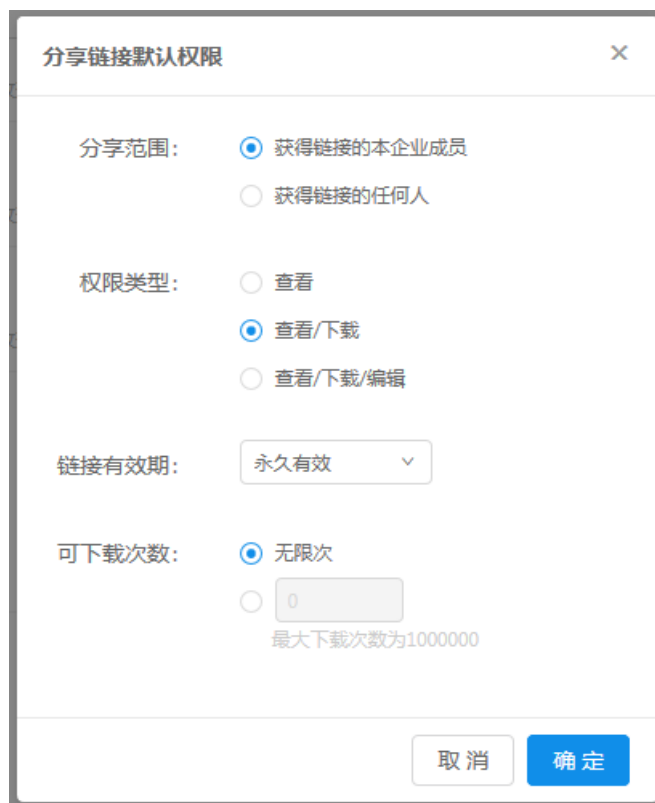 分享链接默认权限
分享范围：
获得链接的本企业成员
获得链接的任何人
权限类型：
查看
查看/下载
查看/下载/编辑
链接有效期：
永久有效
可下载次数：
无限次
0
最大下载次数为1000000
取 消
确 定